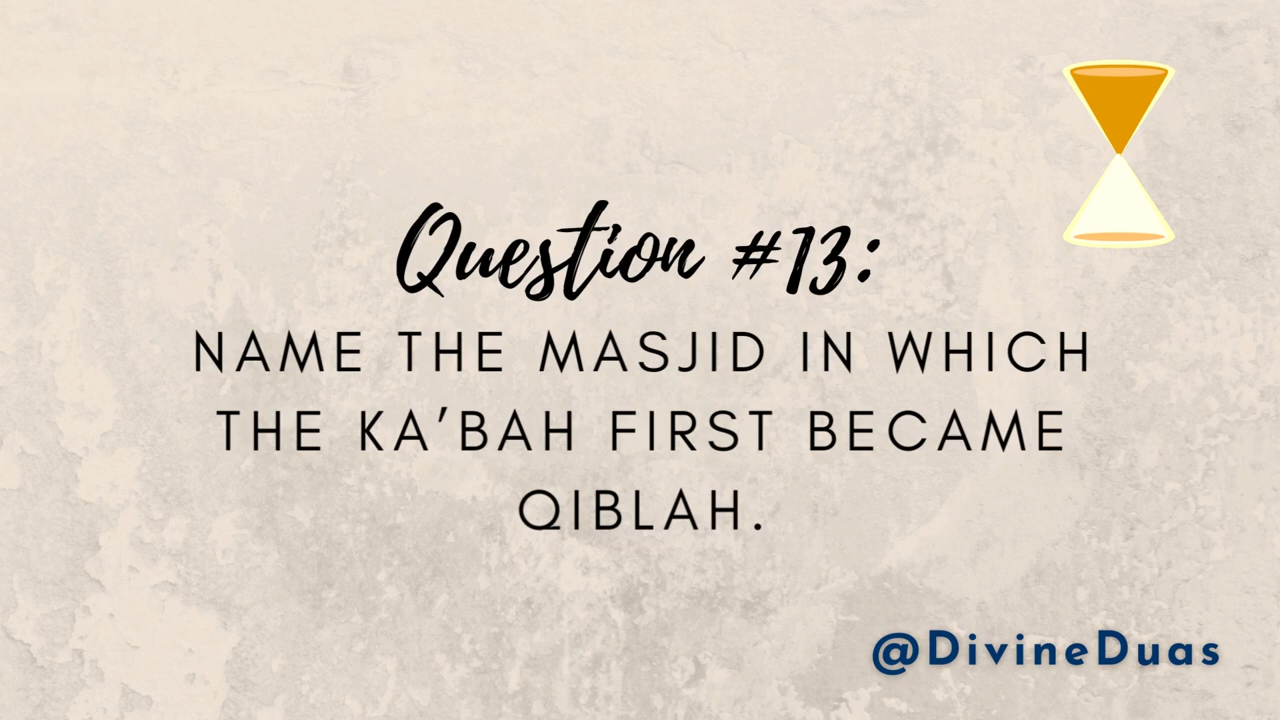 Question #13:
NAME THE MASJID IN WHICH
THE KA’BAH FIRST BECAME
QIBLAH.
@DivineDuas